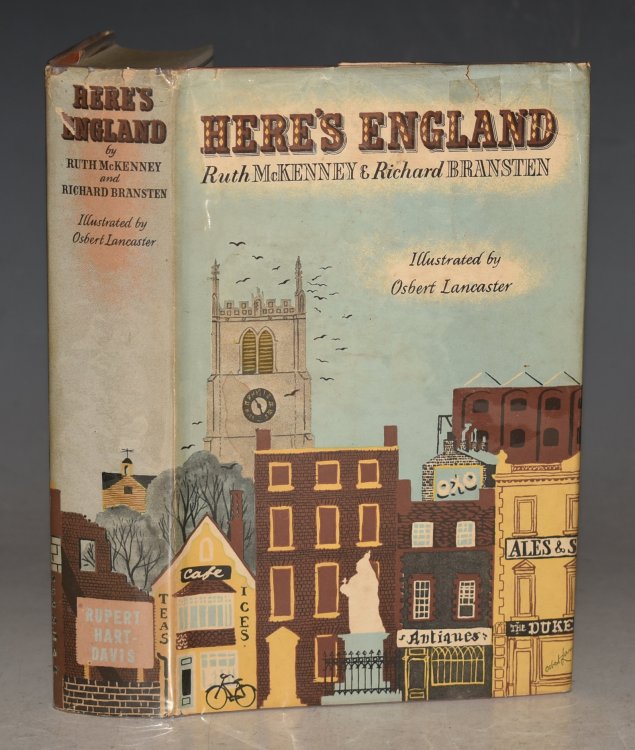 HERE'S
ENGLAND
by
RUTH McKENNEY
and
RICHARD BRANSTEN
Illustrated by
Osbert Lancaster
RUPERT
HART-
DAVIS
HERE'S ENGLAND
Ruth McKENNEY & Richard BRANSTEN
Illustrated by
Osbert Lancaster
OXO
Cafe
TEAS
ICES
ALES & S
Antiques
THE DUKE